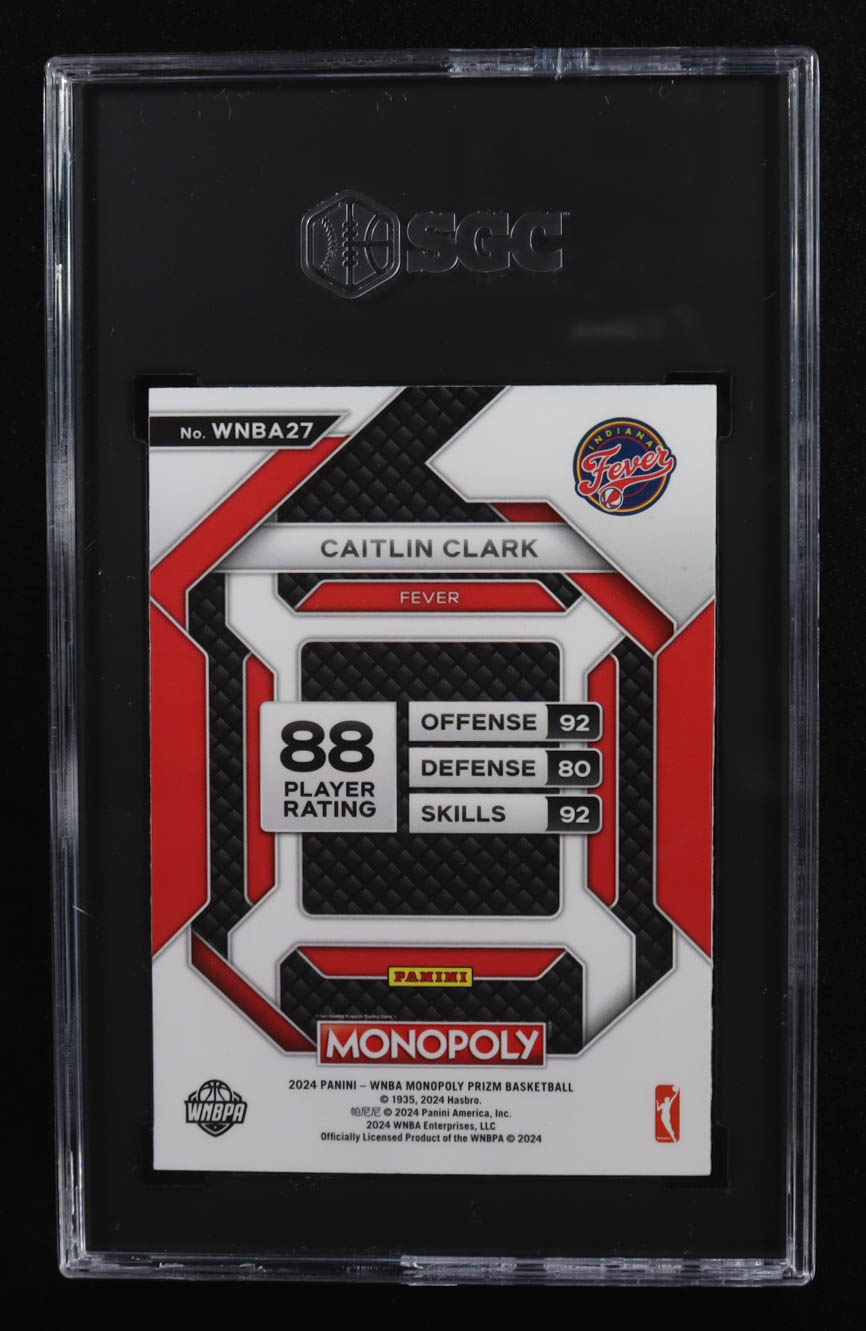 SGC
No. WNBA27
INDIANA
Fever
CAITLIN CLARK
FEVER
88
PLAYER
RATING
OFFENSE 92
DEFENSE 80
SKILLS 92
PANINI
MONOPOLY
2024 PANINI – WNBA MONOPOLY PRIZM BASKETBALL
© 1935, 2024 Hasbro.
帕尼尼 © 2024 Panini America, Inc.
2024 WNBA Enterprises, LLC
Officially Licensed Product of the WNBPA © 2024
WNBPA